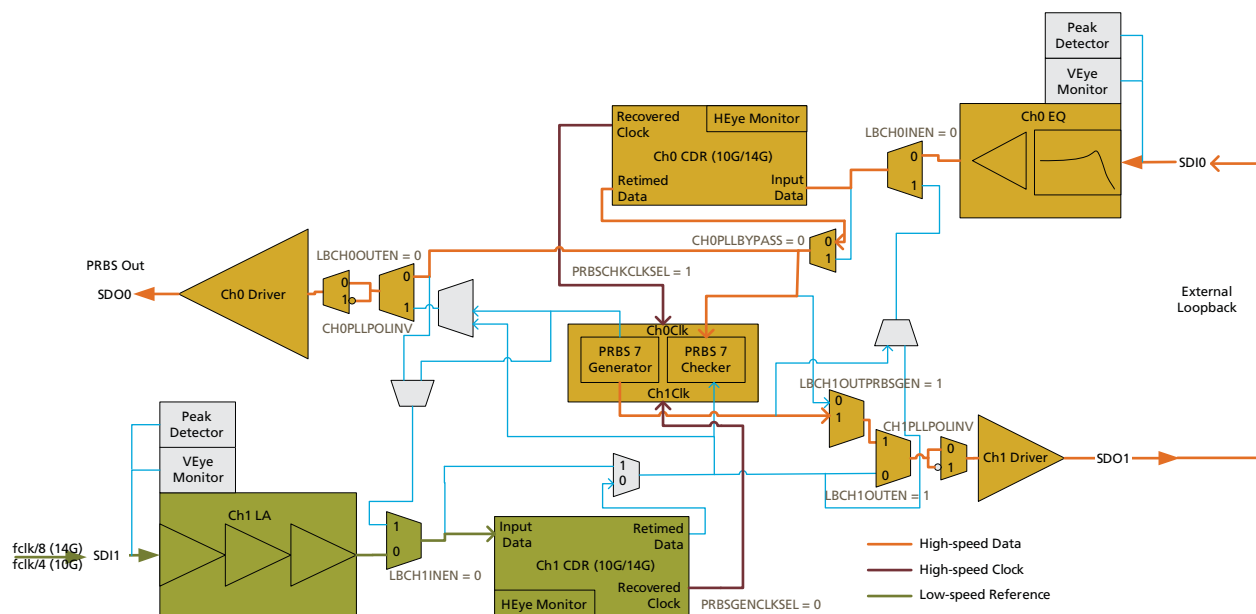 Peak
Detector
VEye
Monitor
Ch0 EQ
LBCH0INEN = 0
0
1
SDI0
Recovered
Clock
HEye Monitor
Ch0 CDR (10G/14G)
Retimed
Data
Input
Data
CH0PLLBYPASS = 0
0
1
PRBS Out
SDO0
Ch0 Driver
LBCH0OUTEN = 0
0
1
0
1
CH0PLLPOLINV
PRBSCHKCLKSEL = 1
Ch0Clk
PRBS 7
Generator
PRBS 7
Checker
Ch1Clk
External
Loopback
LBCH1OUTPRBSGEN = 1
0
1
CH1PLLPOLINV
1
0
0
1
Ch1 Driver
SDO1
LBCH1OUTEN = 1
Peak
Detector
VEye
Monitor
Ch1 LA
fclk/8 (14G)
fclk/4 (10G)
SDI1
1
0
LBCH1INEN = 0
1
0
Input
Data
Retimed
Data
Ch1 CDR (10G/14G)
Recovered
Clock
HEye Monitor
PRBSGENCLKSEL = 0
High-speed Data
High-speed Clock
Low-speed Reference